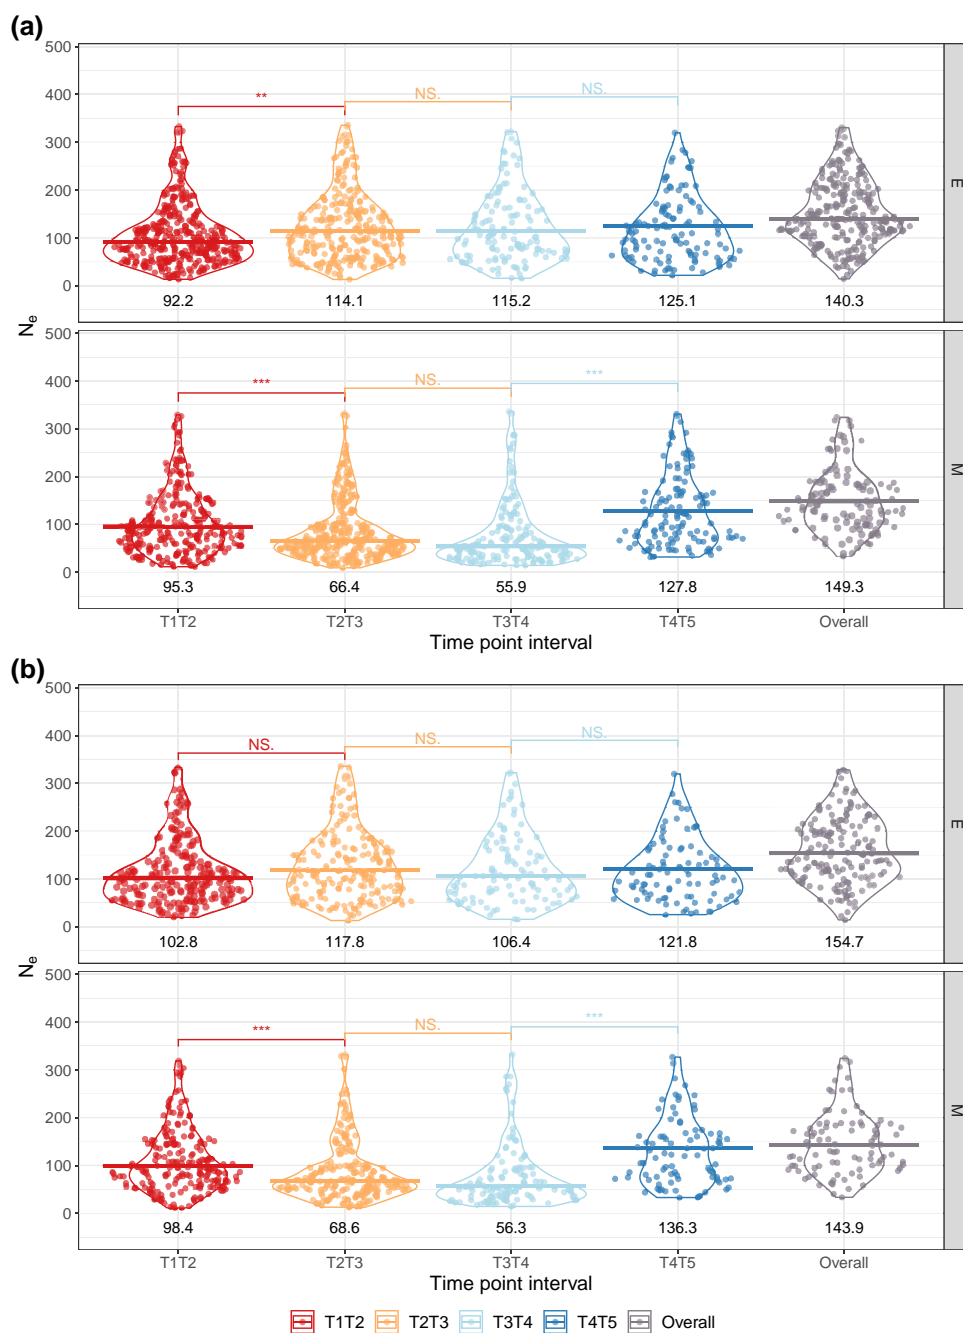 (a)
500
400
300
200
100
0
**
NS.
NS.
92.2 114.1 115.2 125.1 140.3
E
Ne
500
400
300
200
100
0
***
NS.
***
95.3 66.4 55.9 127.8 149.3
M
T1T2 T2T3 T3T4 T4T5 Overall
Time point interval
(b)
500
400
300
200
100
0
NS.
NS.
NS.
102.8 117.8 106.4 121.8 154.7
E
Ne
500
400
300
200
100
0
***
NS.
***
98.4 68.6 56.3 136.3 143.9
M
T1T2 T2T3 T3T4 T4T5 Overall
Time point interval
T1T2 T2T3 T3T4 T4T5 Overall